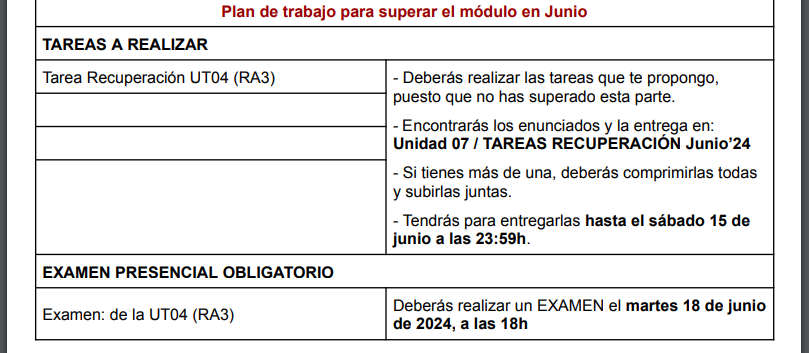 Plan de trabajo para superar el módulo en Junio
TAREAS A REALIZAR
Tarea Recuperación UT04 (RA3)
- Deberás realizar las tareas que te propongo,
puesto que no has superado esta parte.
- Encontrarás los enunciados y la entrega en:
Unidad 07 / TAREAS RECUPERACIÓN Junio'24
- Si tienes más de una, deberás comprimirlas todas
y subirlas juntas.
- Tendrás para entregarlas hasta el sábado 15 de
junio a las 23:59h.
EXAMEN PRESENCIAL OBLIGATORIO
Examen: de la UT04 (RA3)
Deberás realizar un EXAMEN el martes 18 de junio
de 2024, a las 18h